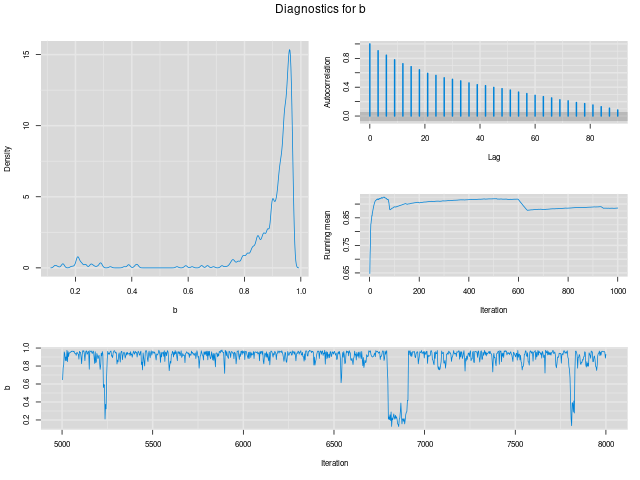 Diagnostics for b
Density
0 5 10 15
0.2 0.4 0.6 0.8 1.0
b
Autocorrelation
0.0 0.4 0.8
0 20 40 60 80
Lag
Running mean
0.65 0.75 0.85
0 200 400 600 800 1000
Iteration
b
0.2 0.4 0.6 0.8 1.0
5000 5500 6000 6500 7000 7500 8000
Iteration